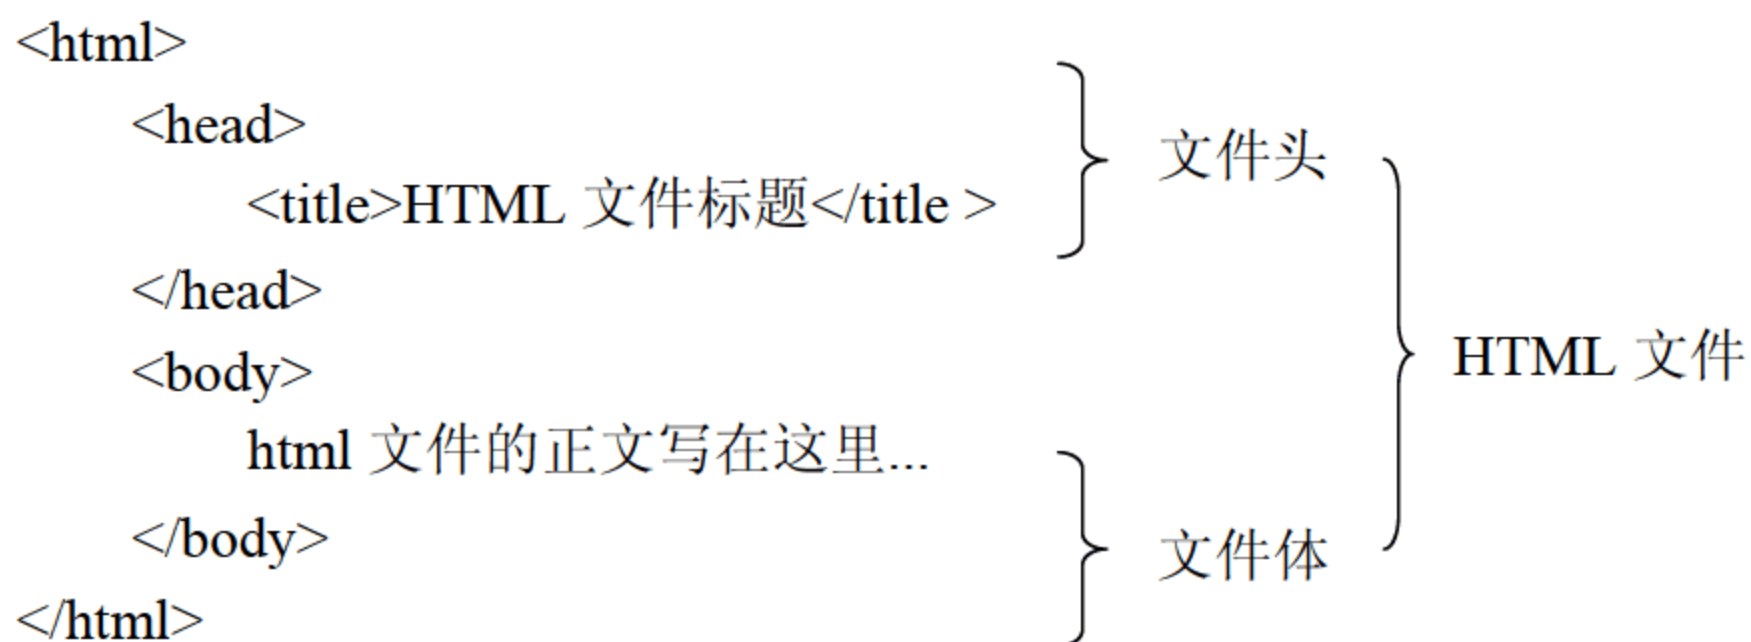 <html>
<head>
<title>HTML 文件标题</title >
</head>
<body>
html 文件的正文写在这里...
</body>
</html>
文件头
文件体
HTML 文件